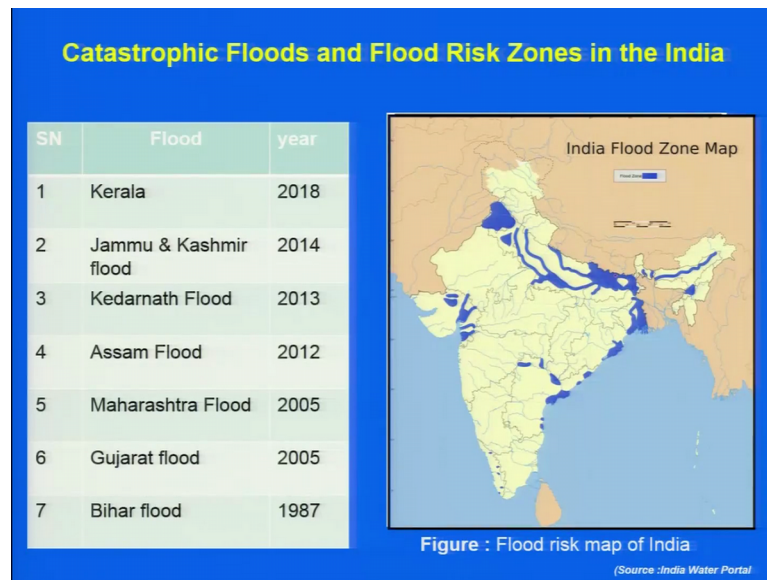 Catastrophic Floods and Flood Risk Zones in the India
SN Flood year
1 Kerala 2018
2 Jammu & Kashmir 2014
flood
3 Kedarnath Flood 2013
4 Assam Flood 2012
5 Maharashtra Flood 2005
6 Gujarat flood 2005
7 Bihar flood 1987
India Flood Zone Map
Flood Zone
Figure : Flood risk map of India
(Source :India Water Portal